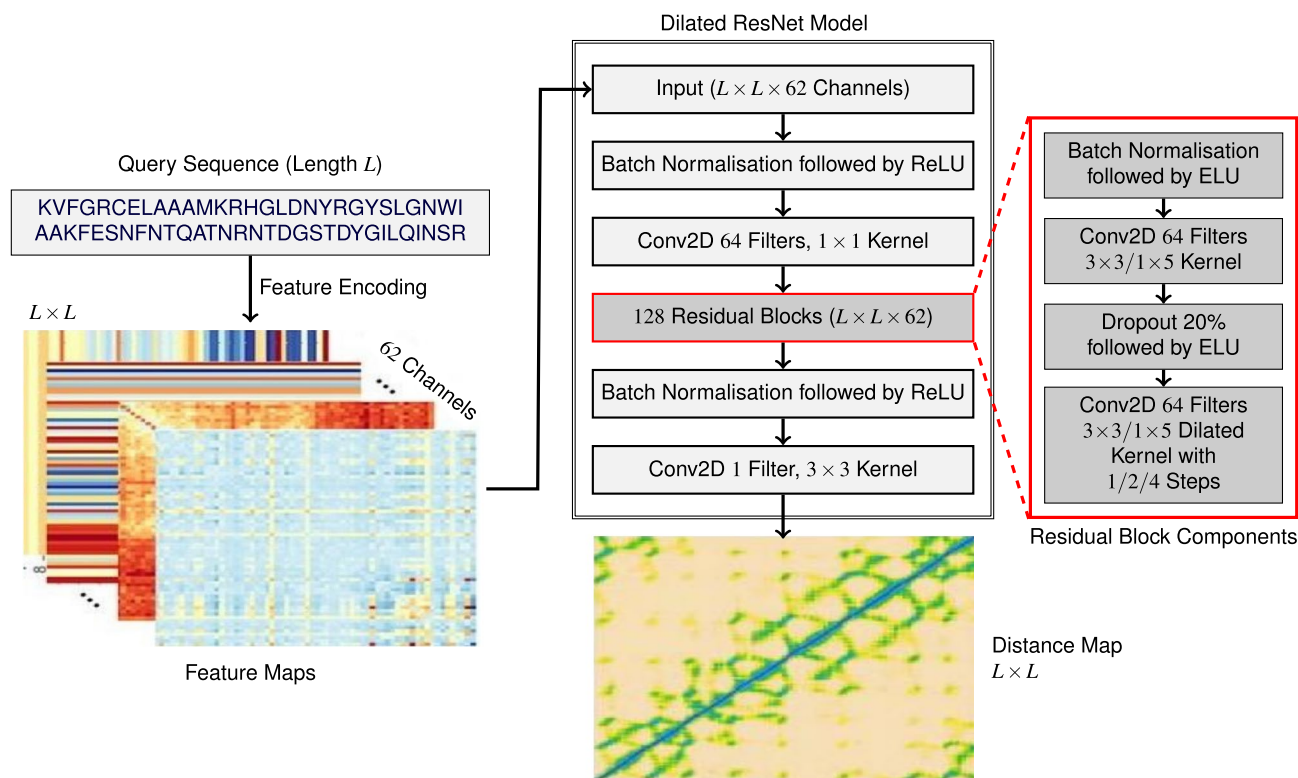 Dilated ResNet Model
Query Sequence (Length L)
KVFGRCELAAAMKRHGLDNYRGYSLGNWI
AAKFESNFNTQATNRNTDGSTDYGILQINSR
Feature Encoding
L × L
62 Channels
Feature Maps
Input (L × L × 62 Channels)
Batch Normalisation followed by ReLU
Conv2D 64 Filters, 1 × 1 Kernel
128 Residual Blocks (L × L × 62)
Batch Normalisation followed by ReLU
Conv2D 1 Filter, 3 × 3 Kernel
Batch Normalisation
followed by ELU
Conv2D 64 Filters
3×3/1×5 Kernel
Dropout 20%
followed by ELU
Conv2D 64 Filters
3×3/1×5 Dilated
Kernel with
1/2/4 Steps
Residual Block Components
Distance Map
L × L